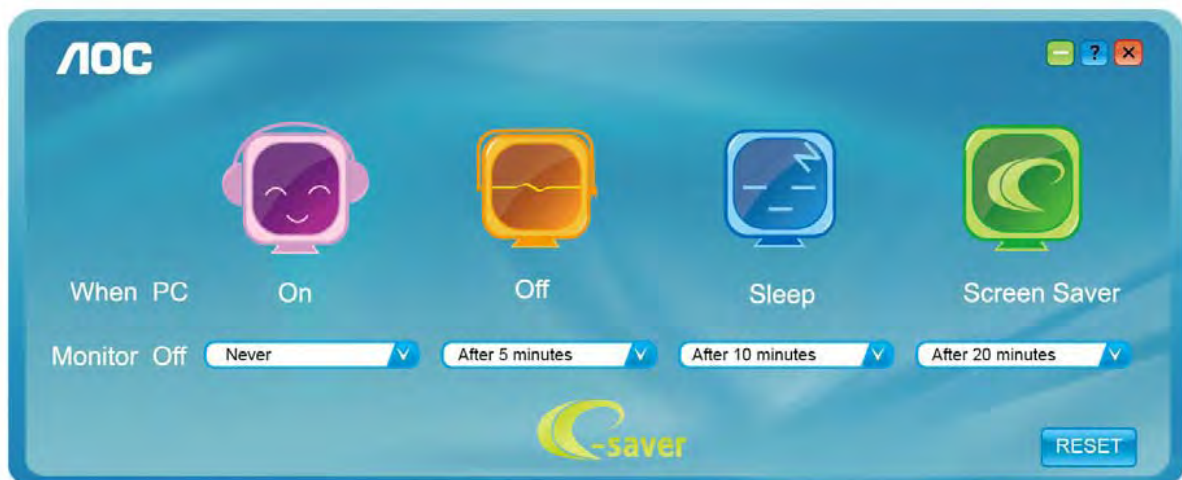 AOC
?
When PC On Off Sleep Screen Saver
Monitor Off Never After 5 minutes After 10 minutes After 20 minutes
e-saver
RESET